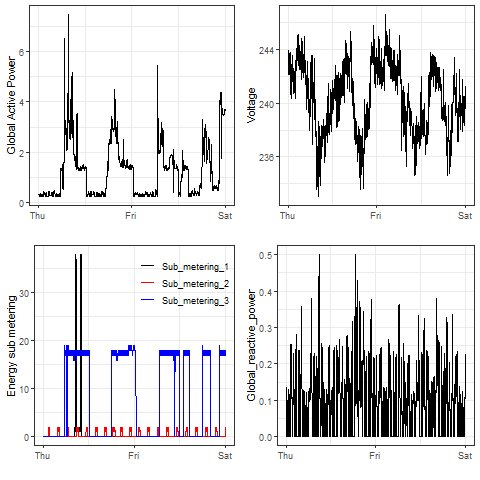 Global Active Power
6
4
2
0
Thu
Fri
Sat
Voltage
244
240
236
Thu
Fri
Sat
Energy sub metering
30
20
10
0
Sub_metering_1
Sub_metering_2
Sub_metering_3
Thu
Fri
Sat
Global_reactive_power
0.5
0.4
0.3
0.2
0.1
0.0
Thu
Fri
Sat